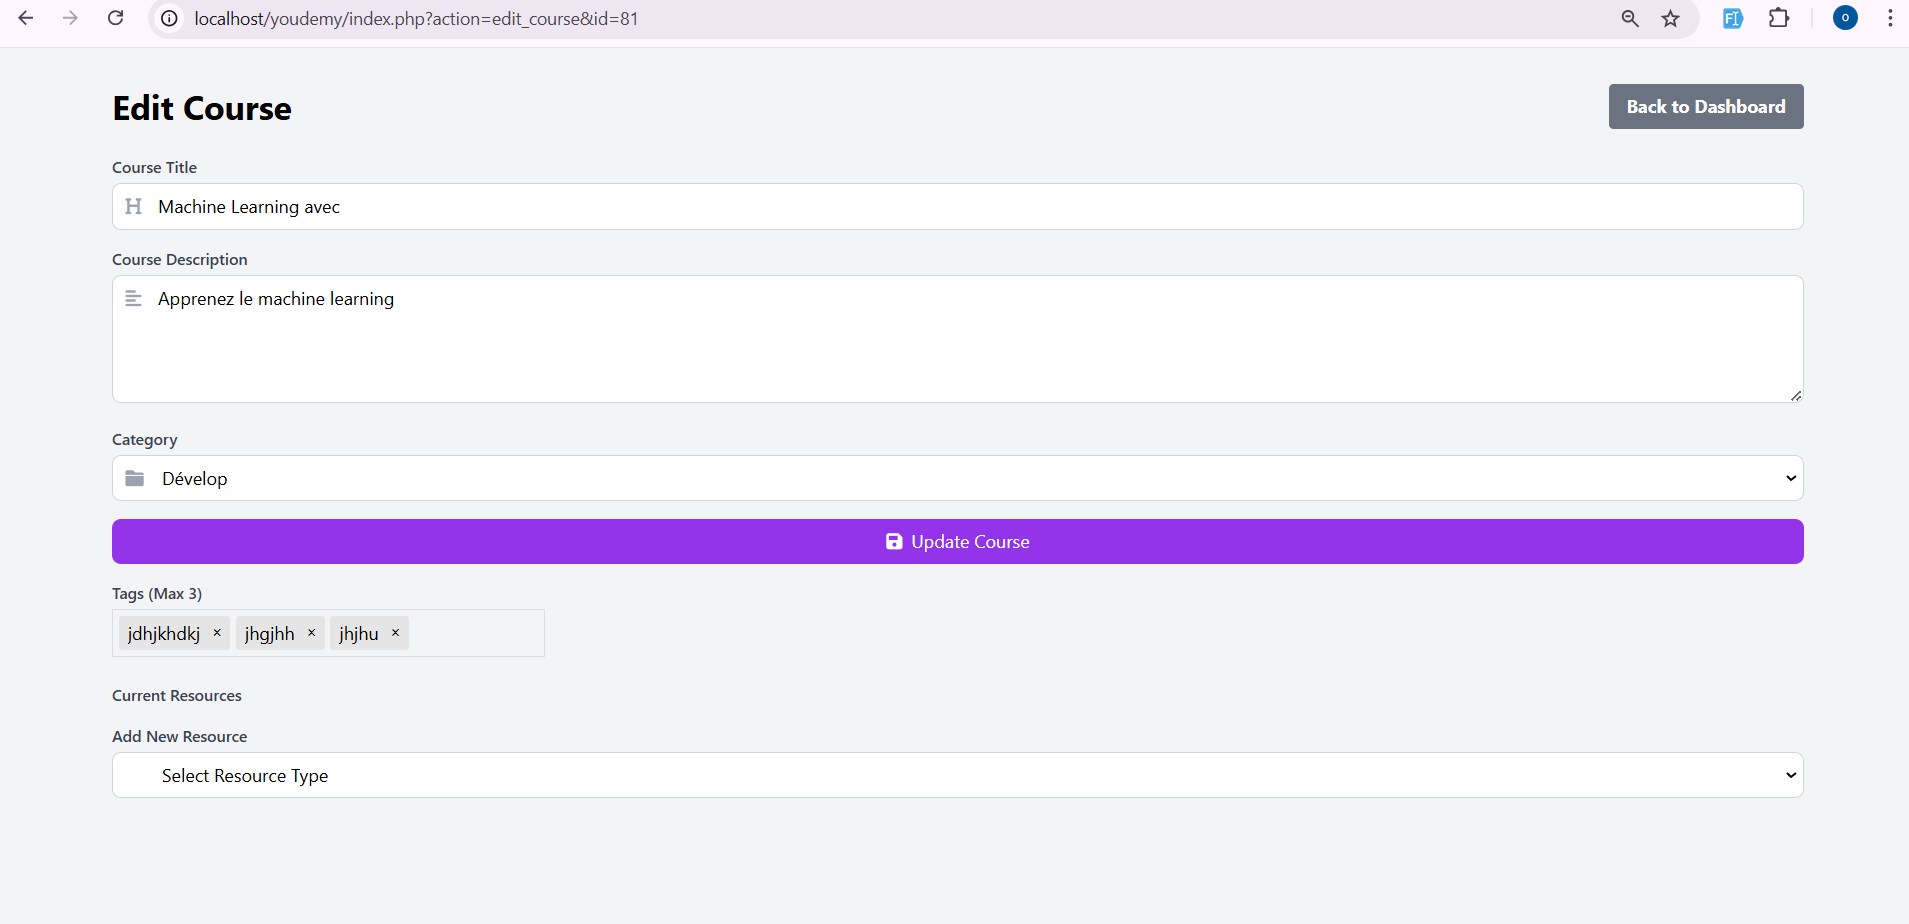 localhost/youdemy/index.php?action=edit_course&id=81
FI
O
Edit Course
Back to Dashboard
Course Title
H Machine Learning avec
Course Description
Apprenez le machine learning
Category
Dévelop
Update Course
Tags (Max 3)
jdhjkhdkj × jhgjhh × jhjhu ×
Current Resources
Add New Resource
Select Resource Type